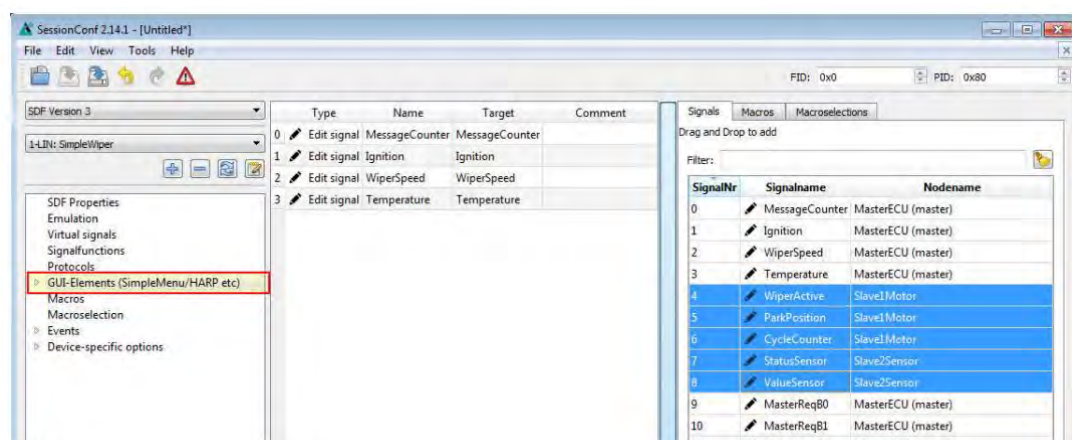 SessionConf 2.14.1 - [Untitled*]
File Edit View Tools Help
FID: 0x0 PID: 0x80
SDF Version 3
1-LIN: SimpleWiper
SDF Properties
Emulation
Virtual signals
Signalfunctions
Protocols
GUI-Elements (SimpleMenu/HARP etc)
Macros
Macroselection
Events
Device-specific options
Type Name Target Comment
0 Edit signal MessageCounter MessageCounter
1 Edit signal Ignition Ignition
2 Edit signal WiperSpeed WiperSpeed
3 Edit signal Temperature Temperature
Signals Macros Macroselections
Drag and Drop to add
Filter:
SignalNr Signalname Nodename
0 MessageCounter MasterECU (master)
1 Ignition MasterECU (master)
2 WiperSpeed MasterECU (master)
3 Temperature MasterECU (master)
4 WiperActive Slave1Motor
5 ParkPosition Slave1Motor
6 CycleCounter Slave1Motor
7 StatusSensor Slave2Sensor
8 ValueSensor Slave2Sensor
9 MasterReqB0 MasterECU (master)
10 MasterReqB1 MasterECU (master)